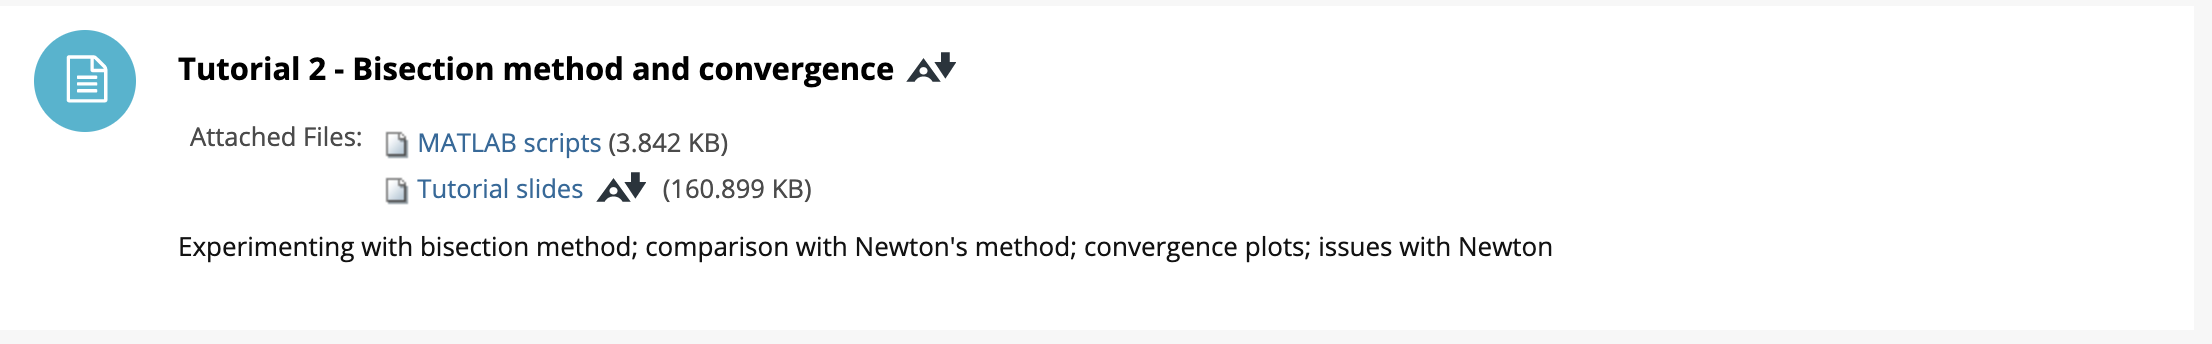 Tutorial 2 - Bisection method and convergence
Attached Files:
MATLAB scripts (3.842 KB)
Tutorial slides (160.899 KB)
Experimenting with bisection method; comparison with Newton's method; convergence plots; issues with Newton